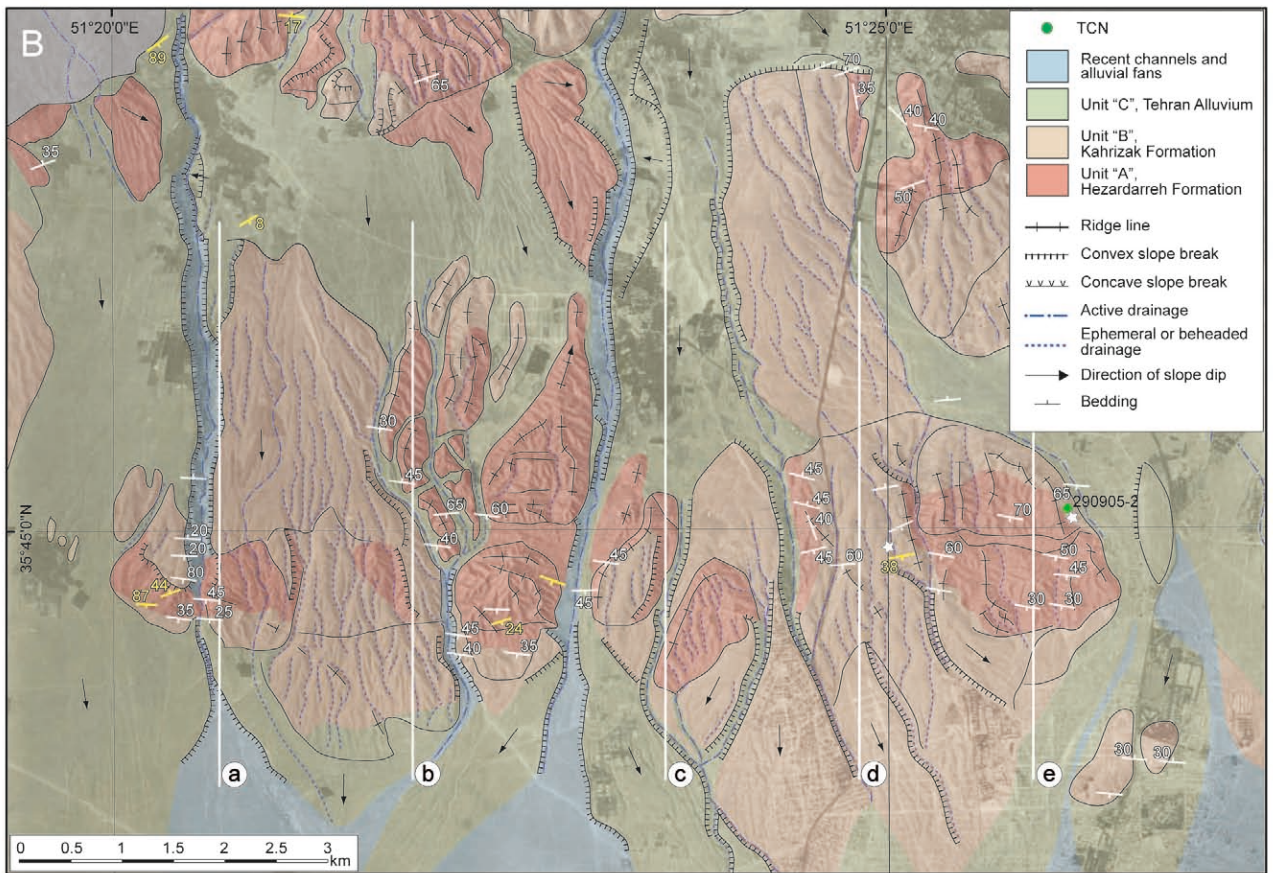 B
51°20'0"E
51°25'0"E
TCN
Recent channels and
alluvial fans
Unit "C", Tehran Alluvium
Unit "B",
Kahrizak Formation
Unit "A",
Hezardarreh Formation
Ridge line
Convex slope break
Concave slope break
Active drainage
Ephemeral or beheaded
drainage
Direction of slope dip
Bedding
17
89
65
70
35
40
40
35
50
8
30
45
45
65
60
45
40
45
60
70
65
290905-2
35°45'0"N
20
20
46
45
38
60
50
80
44
45
45
87
35
25
45
24
30
30
45
40
35
30
30
a
b
c
d
e
0 0.5 1 1.5 2 2.5 3
km